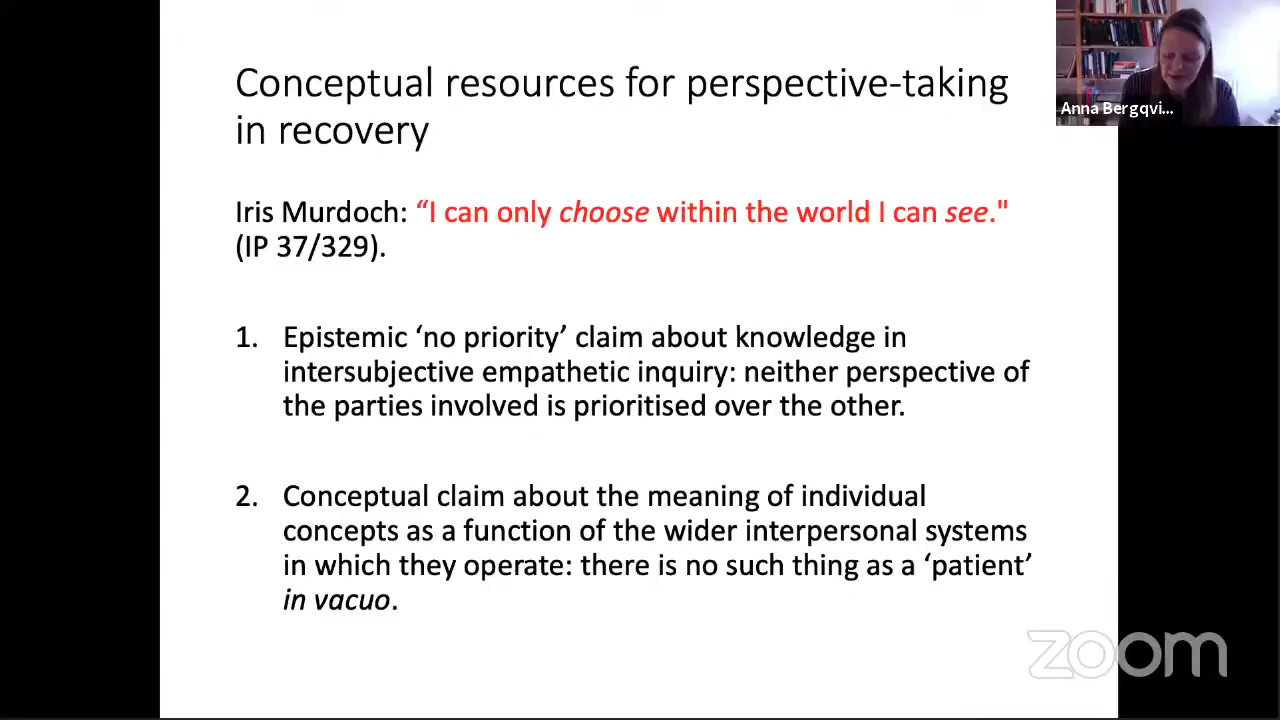 Conceptual resources for perspective-taking
in recovery
Anna Bergqvi...
Iris Murdoch: “I can only choose within the world I can see."
(IP 37/329).
1. Epistemic ‘no priority’ claim about knowledge in
intersubjective empathetic inquiry: neither perspective of
the parties involved is prioritised over the other.
2. Conceptual claim about the meaning of individual
concepts as a function of the wider interpersonal systems
in which they operate: there is no such thing as a ‘patient’
in vacuo.
zoom